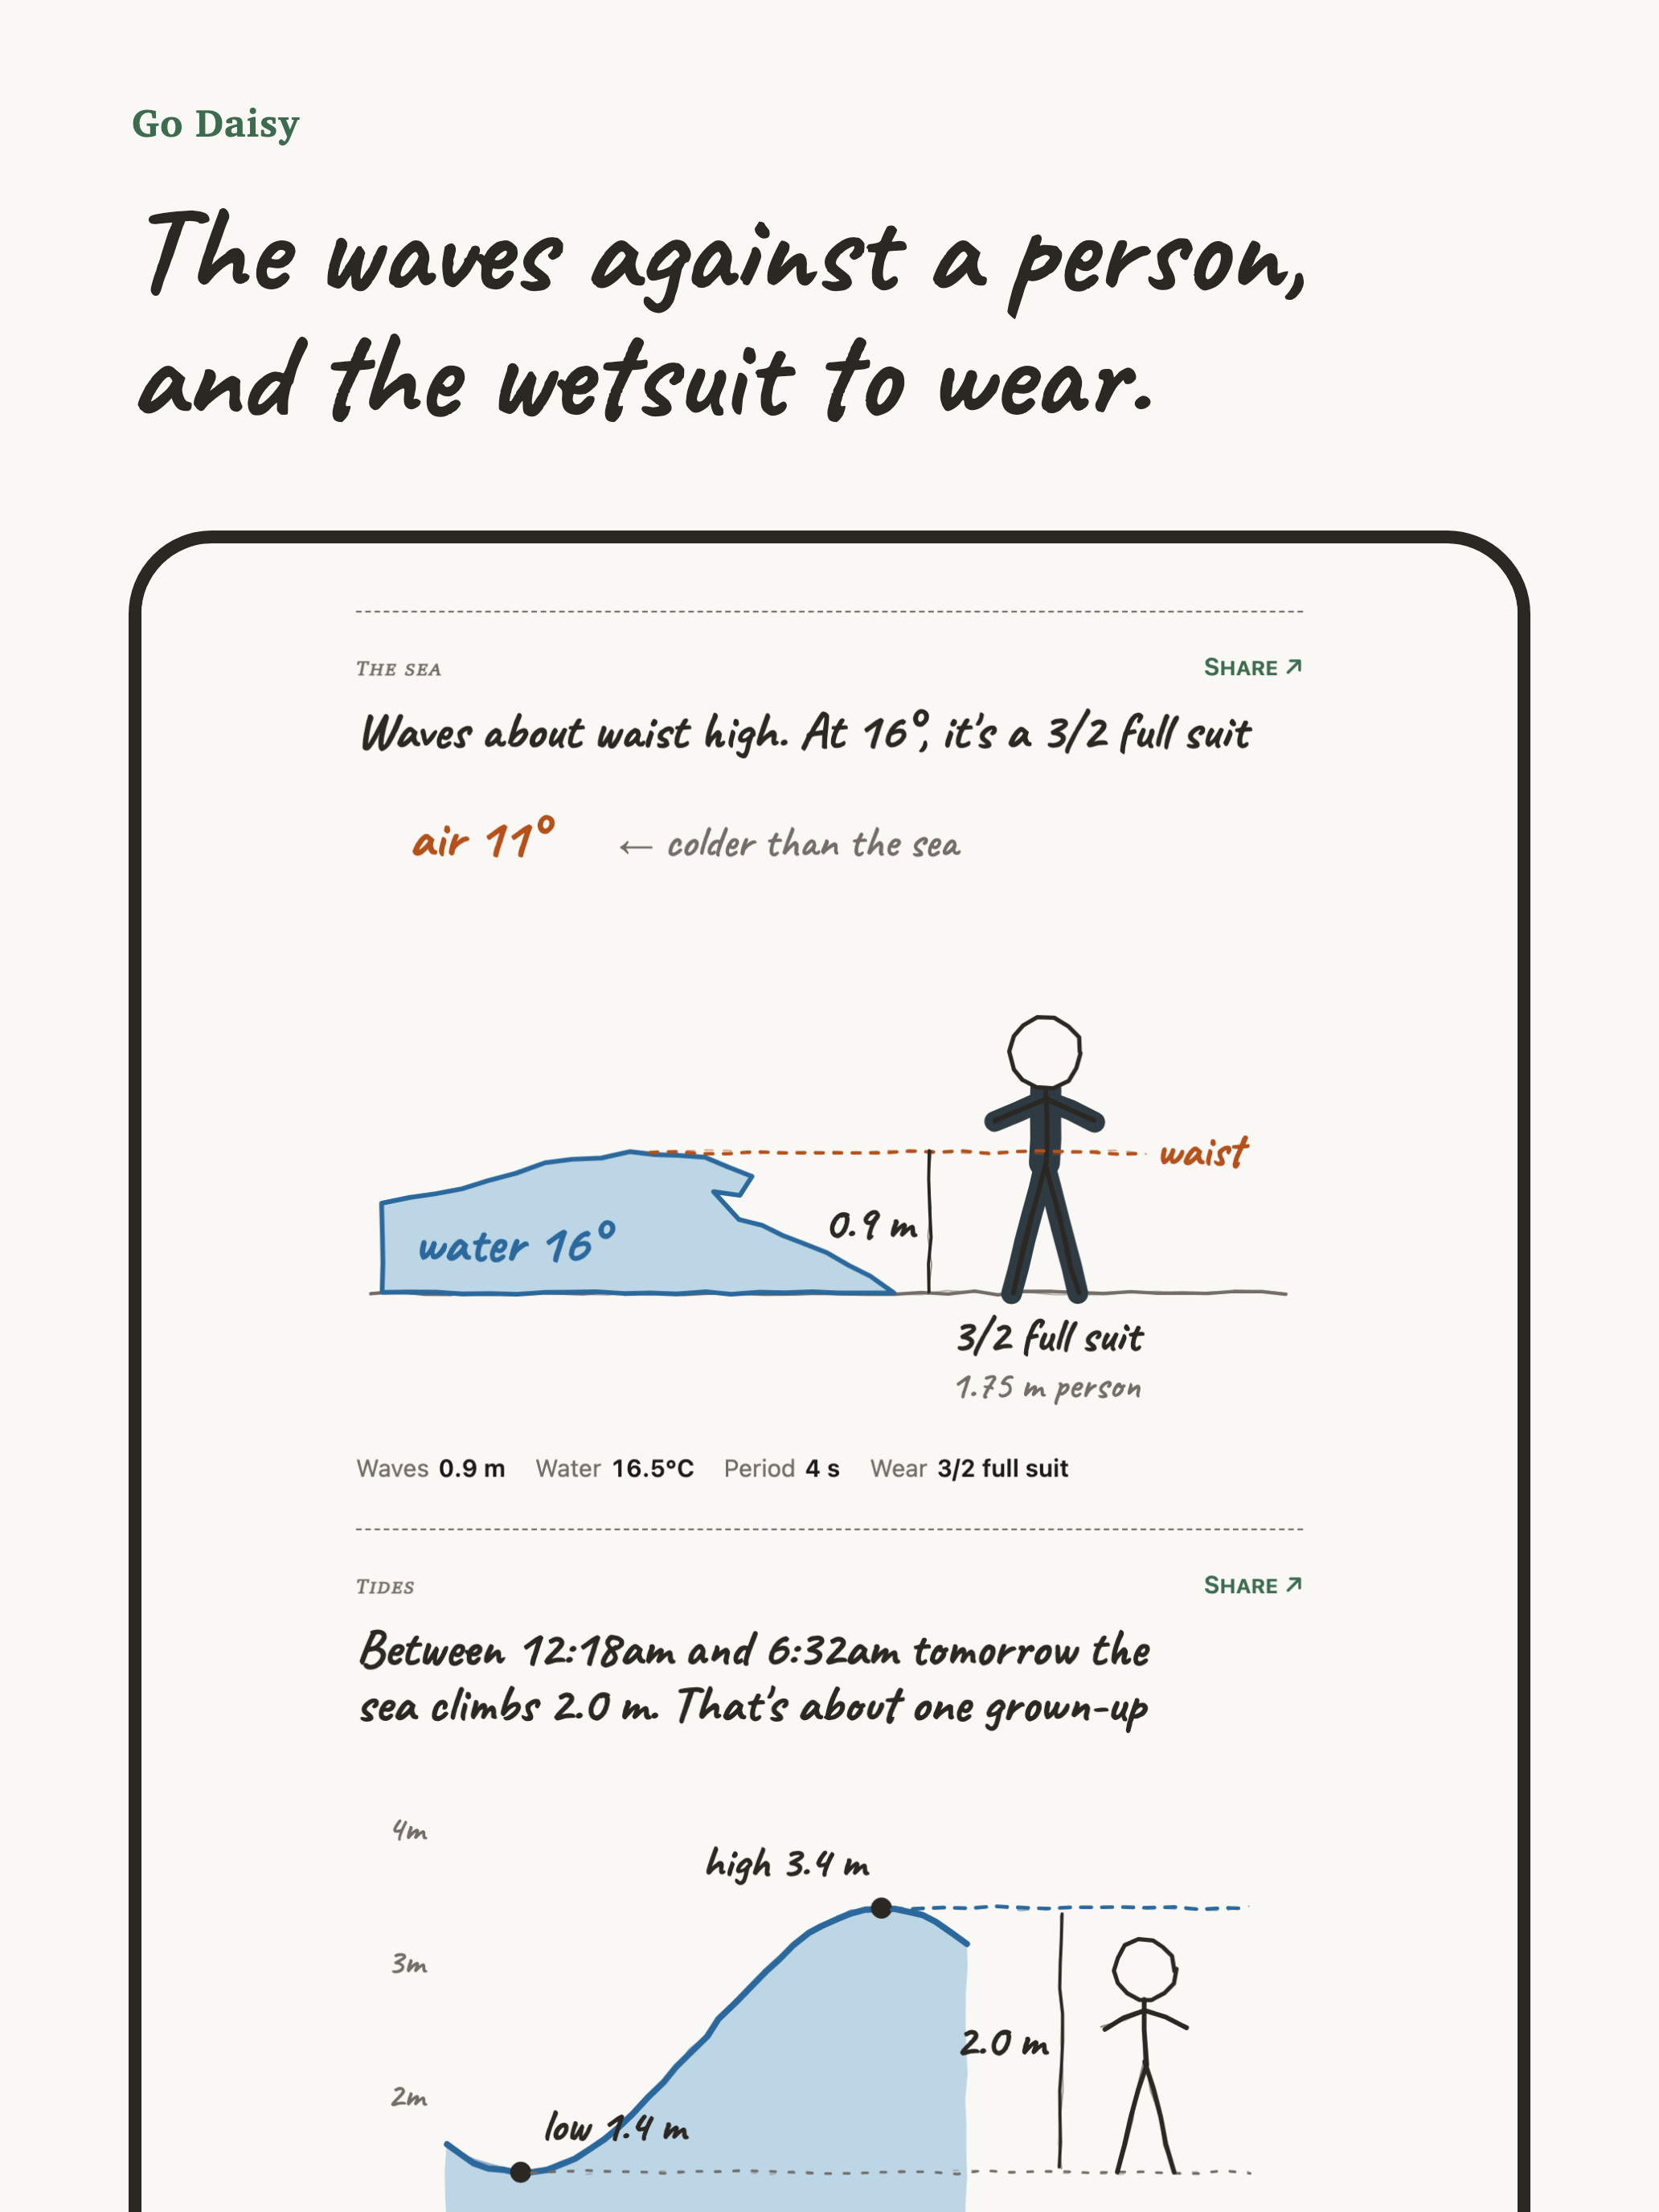 Go Daisy
The waves against a person,
and the wetsuit to wear.
THE SEA
SHARE ↗
Waves about waist high. At 16°, it's a 3/2 full suit
air 11°
← colder than the sea
waist
0.9 m
water 16°
3/2 full suit
1.75 m person
Waves 0.9 m Water 16.5°C Period 4 s Wear 3/2 full suit
TIDES
SHARE ↗
Between 12:18am and 6:32am tomorrow the
sea climbs 2.0 m. That's about one grown-up
4m
high 3.4 m
3m
2.0 m
2m
low 1.4 m